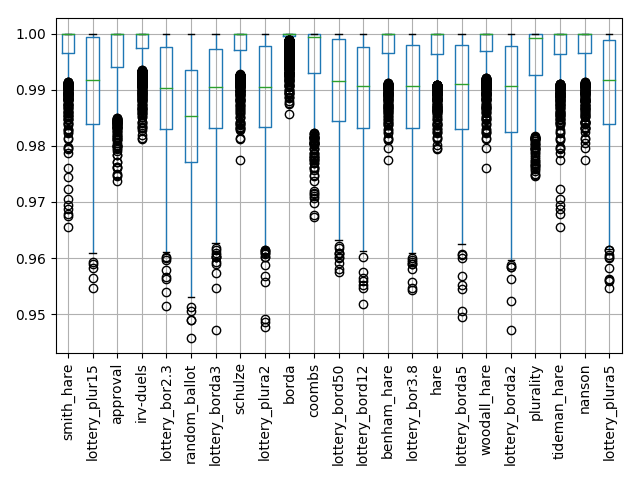 1.00
0.99
0.98
0.97
0.96
0.95
smith_hare
lottery_plur15
approval
irv-duels
lottery_bor2.3
random_ballot
lottery_borda3
schulze
lottery_plura2
borda
coombs
lottery_bord50
lottery_bord12
benham_hare
lottery_bor3.8
hare
lottery_borda5
woodall_hare
lottery_borda2
plurality
tideman_hare
nanson
lottery_plura5